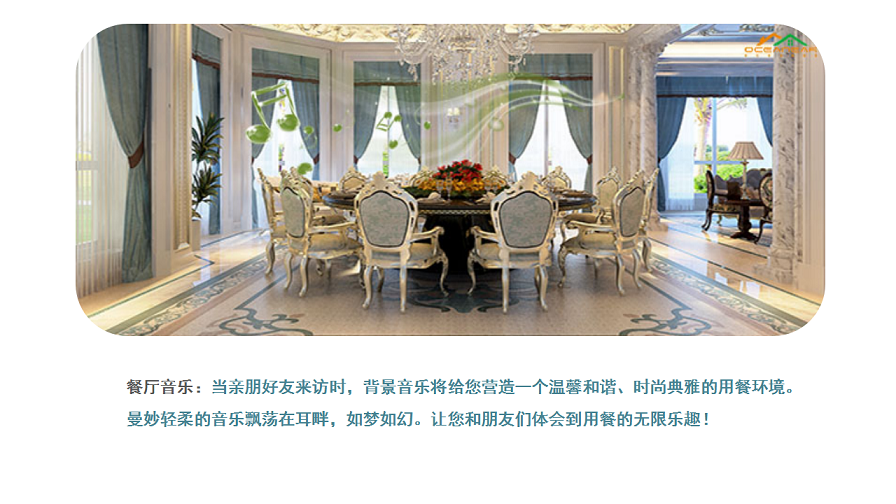 餐厅音乐：当亲朋好友来访时，背景音乐将给您营造一个温馨和谐、时尚典雅的用餐环境。
曼妙轻柔的音乐飘荡在耳畔，如梦如幻。让您和朋友们体会到用餐的无限乐趣！